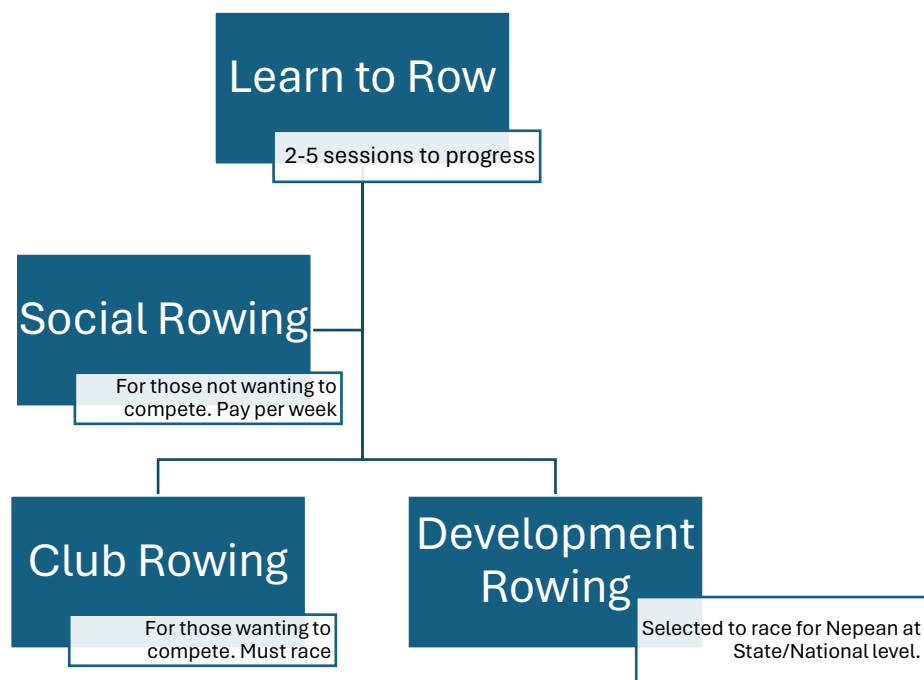 Learn to Row
2-5 sessions to progress
Social Rowing
For those not wanting to
compete. Pay per week
Club Rowing
For those wanting to
compete. Must race
Development
Rowing
Selected to race for Nepean at
State/National level.